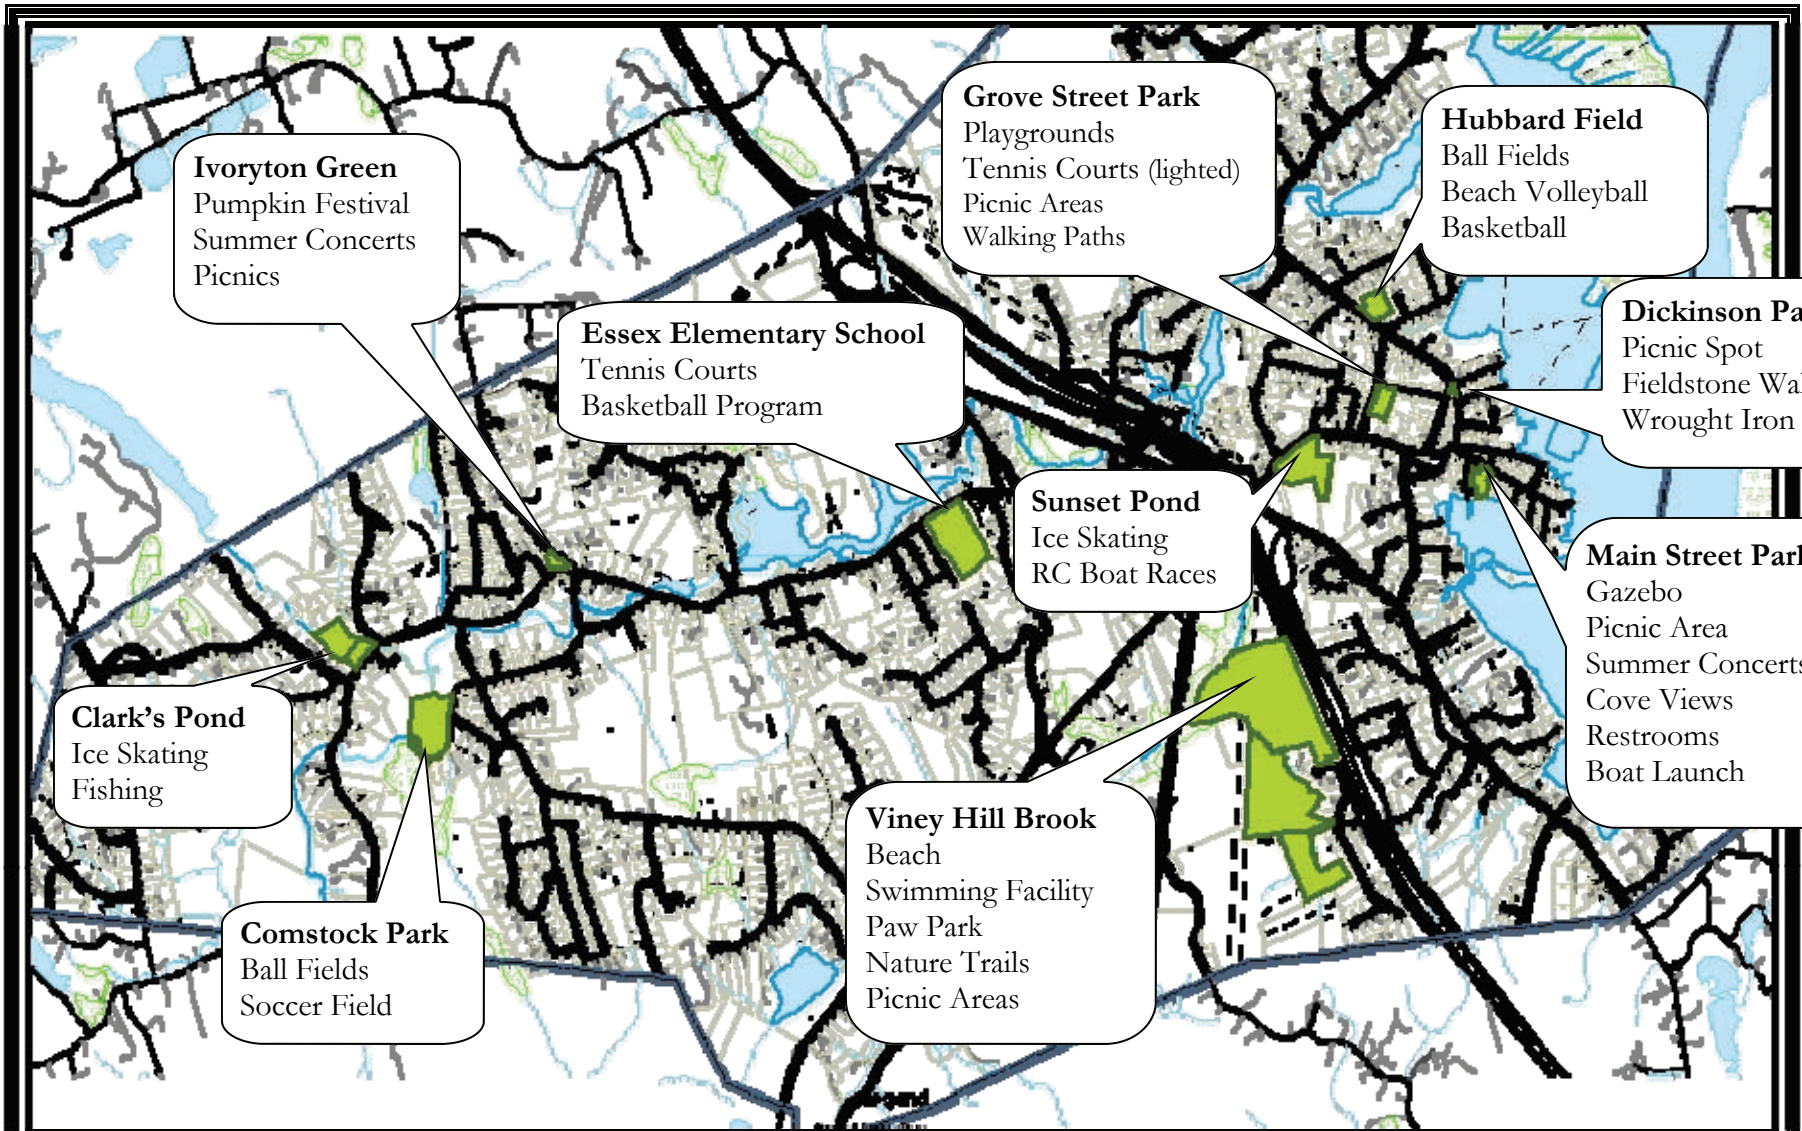 Ivoryton Green
Pumpkin Festival
Summer Concerts
Picnics
Essex Elementary School
Tennis Courts
Basketball Program
Grove Street Park
Playgrounds
Tennis Courts (lighted)
Picnic Areas
Walking Paths
Hubbard Field
Ball Fields
Beach Volleyball
Basketball
Dickinson Pa
Picnic Spot
Fieldstone Wal
Wrought Iron
Sunset Pond
Ice Skating
RC Boat Races
Main Street Park
Gazebo
Picnic Area
Summer Concerts
Cove Views
Restrooms
Boat Launch
Clark's Pond
Ice Skating
Fishing
Comstock Park
Ball Fields
Soccer Field
Viney Hill Brook
Beach
Swimming Facility
Paw Park
Nature Trails
Picnic Areas